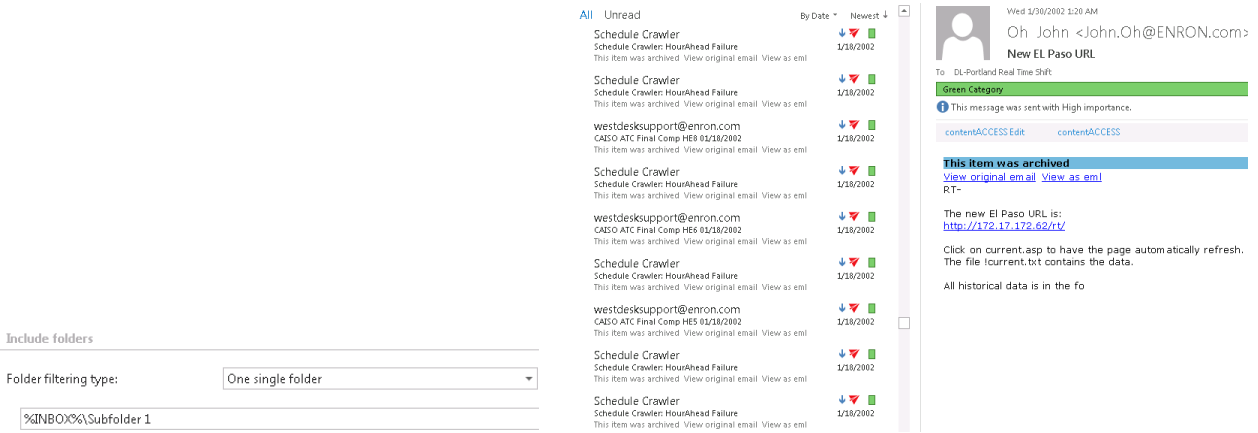 Include folders
Folder filtering type: One single folder
%INBOX%\Subfolder 1
All Unread By Date Newest
Schedule Crawler
Schedule Crawler: HourAhead Failure 1/18/2002
This item was archived View original email View as eml
Schedule Crawler
Schedule Crawler: HourAhead Failure 1/18/2002
This item was archived View original email View as eml
westdesksupport@enron.com
CAISO ATC Final Comp HE8 01/18/2002 1/18/2002
This item was archived View original email View as eml
Schedule Crawler
Schedule Crawler: HourAhead Failure 1/18/2002
This item was archived View original email View as eml
westdesksupport@enron.com
CAISO ATC Final Comp HE6 01/18/2002 1/18/2002
This item was archived View original email View as eml
Schedule Crawler
Schedule Crawler: HourAhead Failure 1/18/2002
This item was archived View original email View as eml
westdesksupport@enron.com
CAISO ATC Final Comp HE5 01/18/2002 1/18/2002
This item was archived View original email View as eml
Schedule Crawler
Schedule Crawler: HourAhead Failure 1/18/2002
This item was archived View original email View as eml
Schedule Crawler
Schedule Crawler: HourAhead Failure 1/18/2002
This item was archived View original email View as eml
Wed 1/30/2002 1:20 AM
Oh John <John.Oh@ENRON.com>
New EL Paso URL
To DL-Portland Real Time Shift
Green Category
This message was sent with High importance.
contentACCESS Edit contentACCESS
This item was archived
View original email View as eml
RT-
The new El Paso URL is:
http://172.17.172.62/rt/
Click on current.asp to have the page automatically refresh.
The file !current.txt contains the data.
All historical data is in the fo